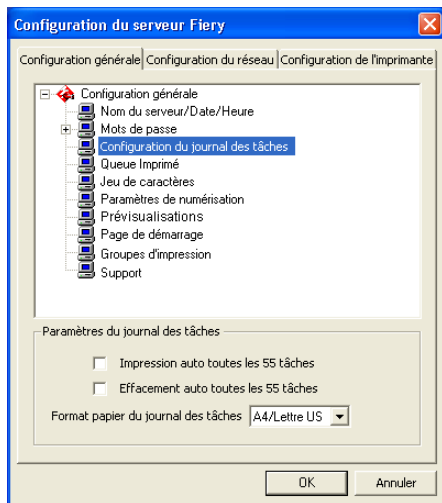 Configuration du serveur Fiery
Configuration générale Configuration du réseau Configuration de l'imprimante
Configuration générale
Nom du serveur/Date/Heure
Mots de passe
Configuration du journal des tâches
Queue Imprimé
Jeu de caractères
Paramètres de numérisation
Prévisualisations
Page de démarrage
Groupes d'impression
Support
Paramètres du journal des tâches
Impression auto toutes les 55 tâches
Effacement auto toutes les 55 tâches
Format papier du journal des tâches A4/Lettre US
OK Annuler